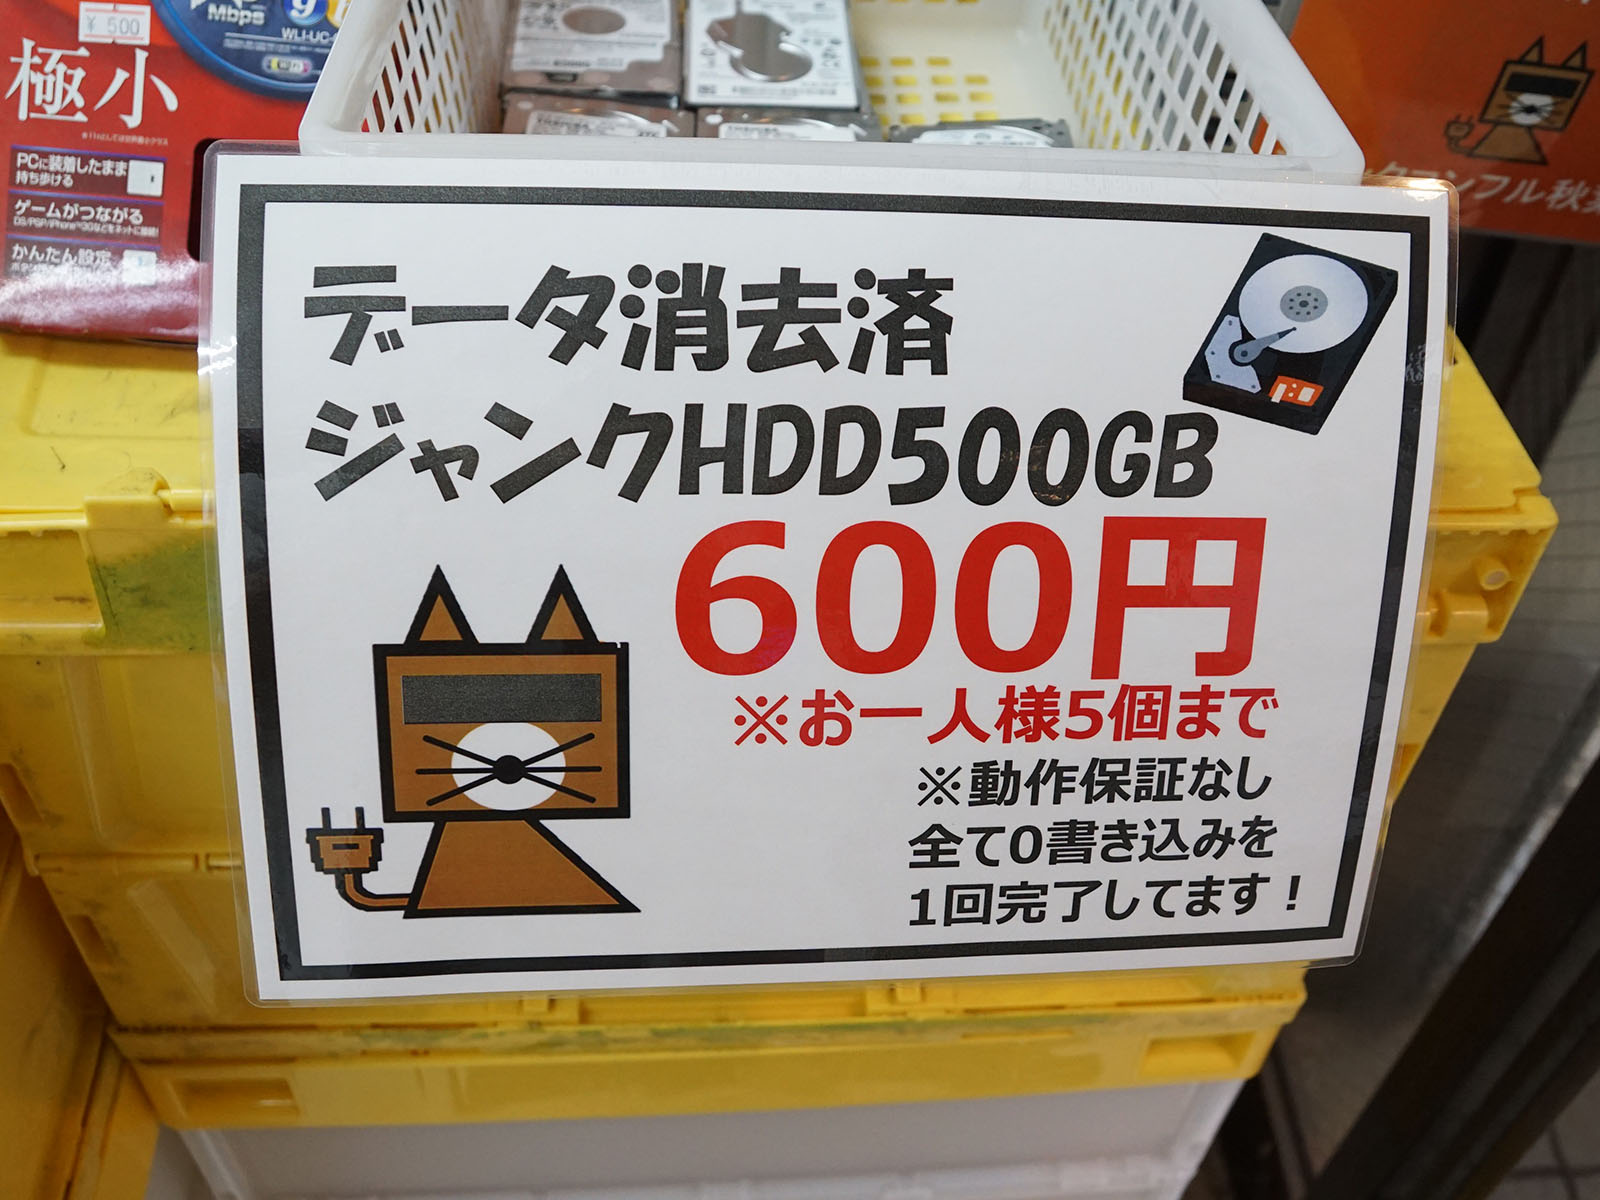 ¥500
Mbps
WLI-UC-
極小
PCに装着したまま
持ち歩ける
ゲームがつながる
かんたん設定
データ消去済
ジャンクHDD500GB
600円
※お一人様5個まで
※動作保証なし
全て0書き込みを
1回完了してます！